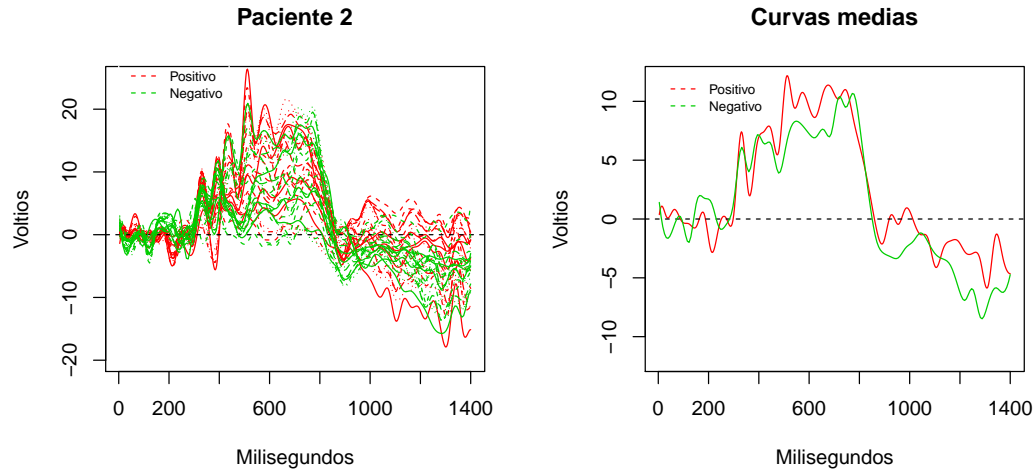 Paciente 2
Positivo
Negativo
Voltios
20
10
0
−10
−20
0
200
600
1000
1400
Milisegundos
Curvas medias
Positivo
Negativo
Voltios
10
5
0
−5
−10
0
200
600
1000
1400
Milisegundos